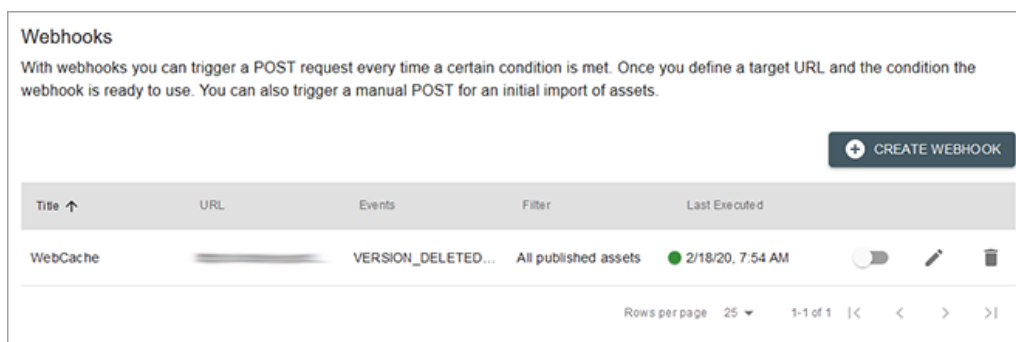 Webhooks
With webhooks you can trigger a POST request every time a certain condition is met. Once you define a target URL and the condition the
webhook is ready to use. You can also trigger a manual POST for an initial import of assets.
CREATE WEBHOOK
Title URL Events Filter Last Executed
WebCache VERSION_DELETED... All published assets 2/18/20, 7:54 AM
Rows per page 25 1-1 of 1